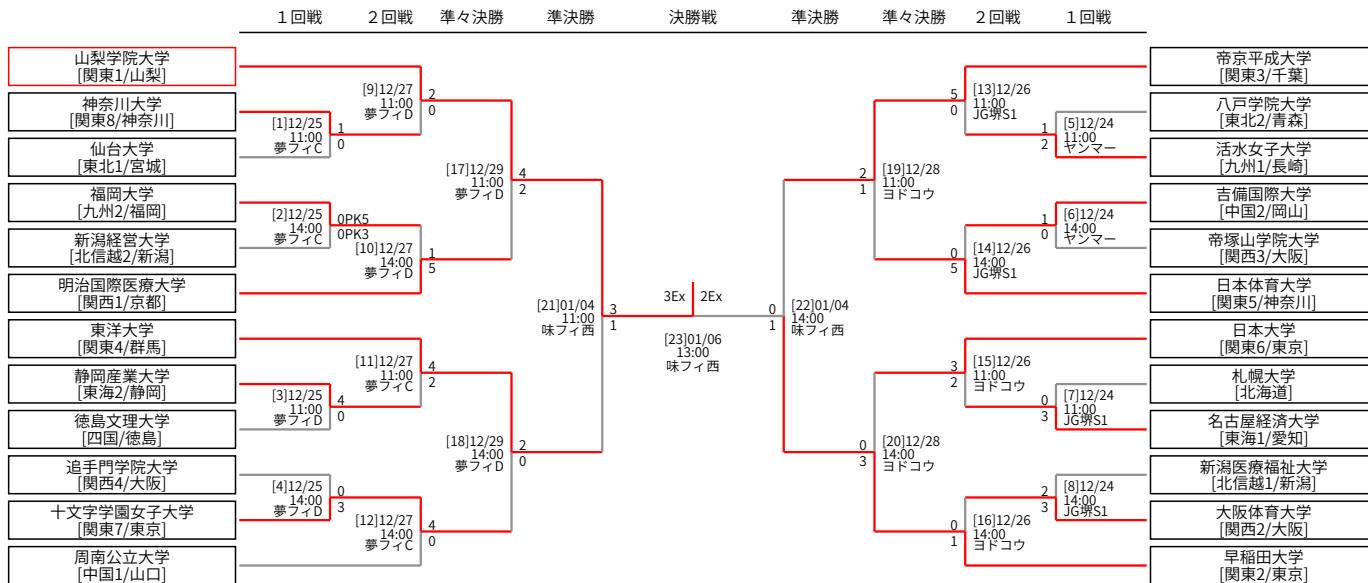 １回戦
２回戦
準々決勝
準決勝
決勝戦
準決勝
準々決勝
２回戦
１回戦
山梨学院大学
[関東1/山梨]
神奈川大学
[関東8/神奈川]
仙台大学
[東北1/宮城]
福岡大学
[九州2/福岡]
新潟経営大学
[北信越2/新潟]
明治国際医療大学
[関西1/京都]
東洋大学
[関東4/群馬]
静岡産業大学
[東海2/静岡]
徳島文理大学
[四国/徳島]
追手門学院大学
[関西4/大阪]
十文字学園女子大学
[関東7/東京]
周南公立大学
[中国1/山口]
[1]12/25
11:00
夢フィC
1
0
[2]12/25
14:00
夢フィC
0PK5
0PK3
[3]12/25
11:00
夢フィD
4
0
[4]12/25
14:00
夢フィD
0
3
[9]12/27
11:00
夢フィD
2
0
[10]12/27
14:00
夢フィD
1
5
[11]12/27
11:00
夢フィC
4
2
[12]12/27
14:00
夢フィC
4
0
[17]12/29
11:00
夢フィD
4
2
[18]12/29
14:00
夢フィD
2
0
[21]01/04
11:00
味フィ西
3
1
3Ex
2Ex
[23]01/06
13:00
味フィ西
0
1
[22]01/04
14:00
味フィ西
2
1
[19]12/28
11:00
ヨドコウ
0
3
[20]12/28
14:00
ヨドコウ
5
0
[13]12/26
11:00
JG堺S1
0
5
[14]12/26
14:00
JG堺S1
3
2
[15]12/26
11:00
ヨドコウ
0
1
[16]12/26
14:00
ヨドコウ
1
2
[5]12/24
11:00
ヤンマー
1
0
[6]12/24
14:00
ヤンマー
0
3
[7]12/24
11:00
JG堺S1
2
3
[8]12/24
14:00
JG堺S1
帝京平成大学
[関東3/千葉]
八戸学院大学
[東北2/青森]
活水女子大学
[九州1/長崎]
吉備国際大学
[中国2/岡山]
帝塚山学院大学
[関西3/大阪]
日本体育大学
[関東5/神奈川]
日本大学
[関東6/東京]
札幌大学
[北海道]
名古屋経済大学
[東海1/愛知]
新潟医療福祉大学
[北信越1/新潟]
大阪体育大学
[関西2/大阪]
早稲田大学
[関東2/東京]